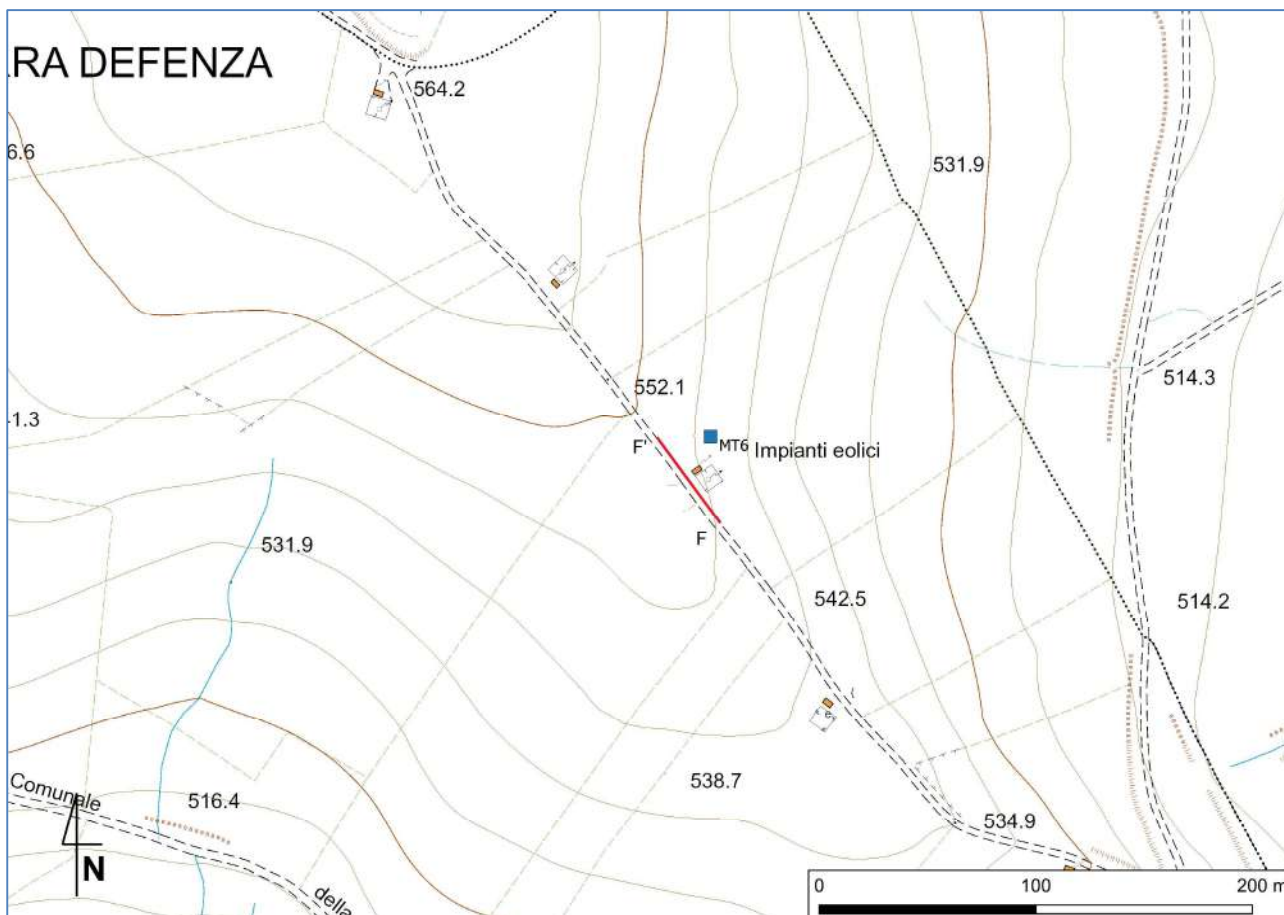 RA DEFENZA
564.2
6.6
531.9
552.1
514.3
1.3
F'
MT6
Impianti eolici
F
531.9
542.5
514.2
538.7
Comunale
516.4
534.9
N
della
0 100 200 m